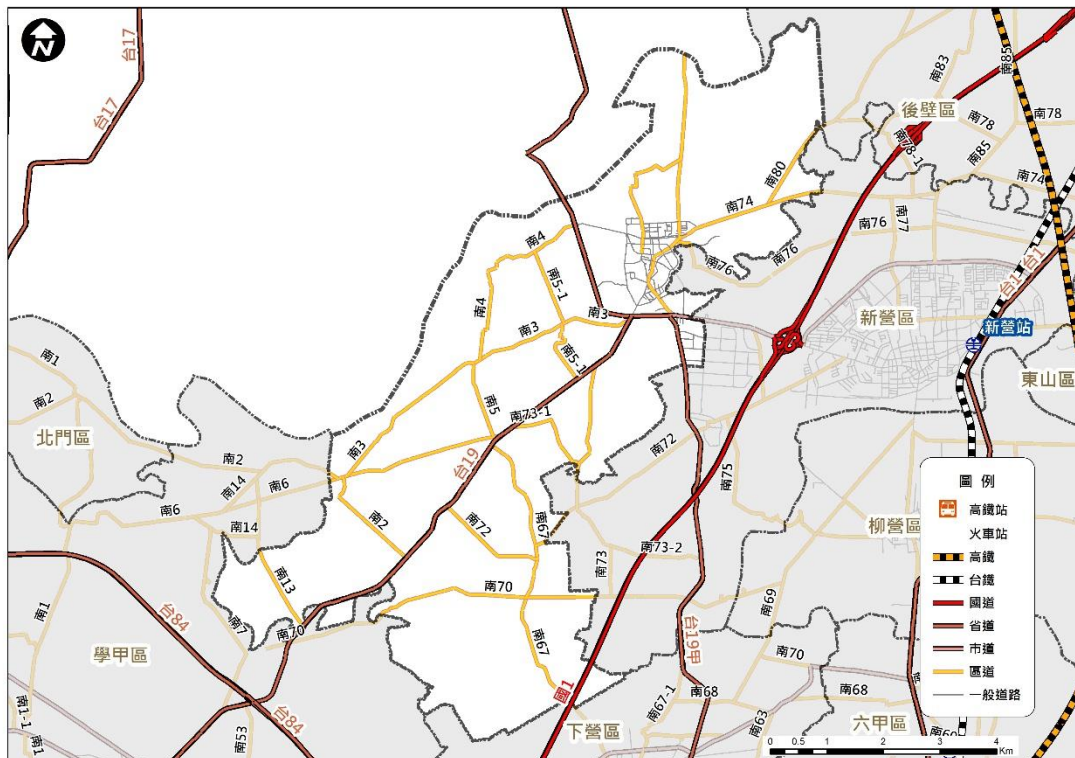 N
台17
台17
南85
南83
後壁區
南78
南78
南78-1
南85
南80
南74
南74
南77
南76
南4
南76
南76
台1
台1
南5-1
南4
南3
南3
新營區
新營站
南5-1
東山區
南1
南2
南5
南73-1
北門區
南3
台19
南72
南2
南14
南6
南75
圖例
高鐵站
火車站
高鐵
台鐵
國道
省道
市道
區道
一般道路
南6
南14
南2
南72
南67
柳營區
南73-2
南73
南13
南70
南69
南1
南7
南70
台84
學甲區
台19甲
南67
南70
國1
南68
南68
南67-1
南63
南1-1
南1
南53
台84
下營區
六甲區
0 0.5 1 2 3 4
Km